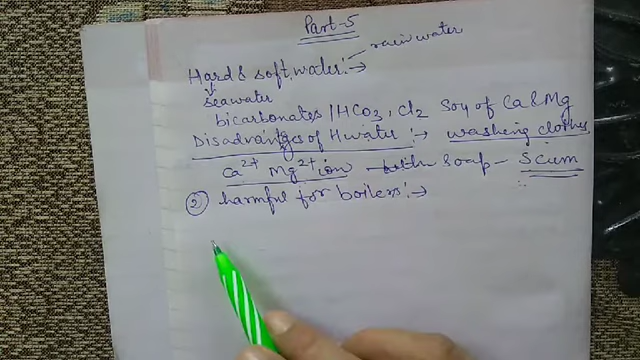 Part-5
rain water
Hard & soft water :→
seawater
bicarbonates / HCO3, Cl2 SO4 of Ca & Mg
Disadvantages of H water :→ washing clothes
Ca2+ Mg2+ ion with Soap - Scum
② harmful for boilers :→